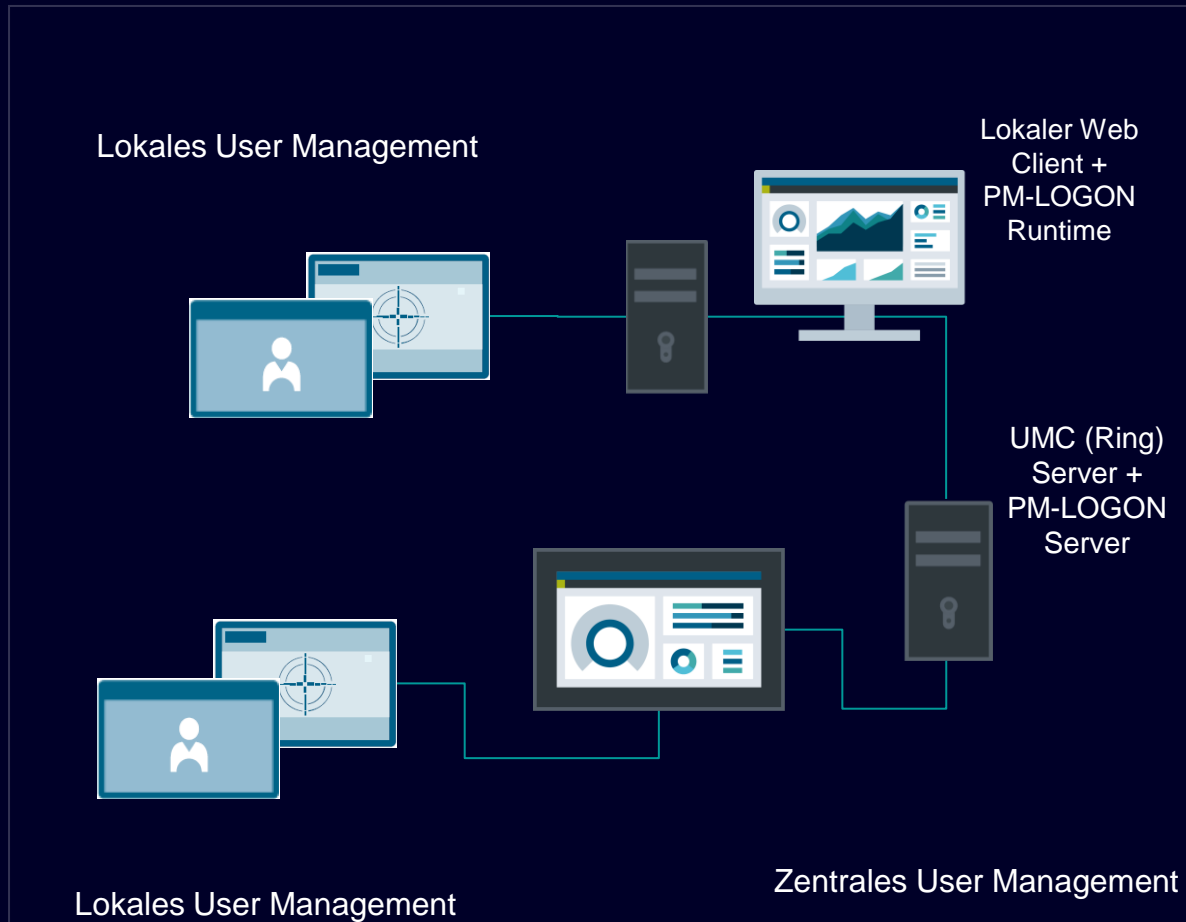 Lokales User Management
Lokaler Web
Client +
PM-LOGON
Runtime
UMC (Ring)
Server +
PM-LOGON
Server
Zentrales User Management
Lokales User Management